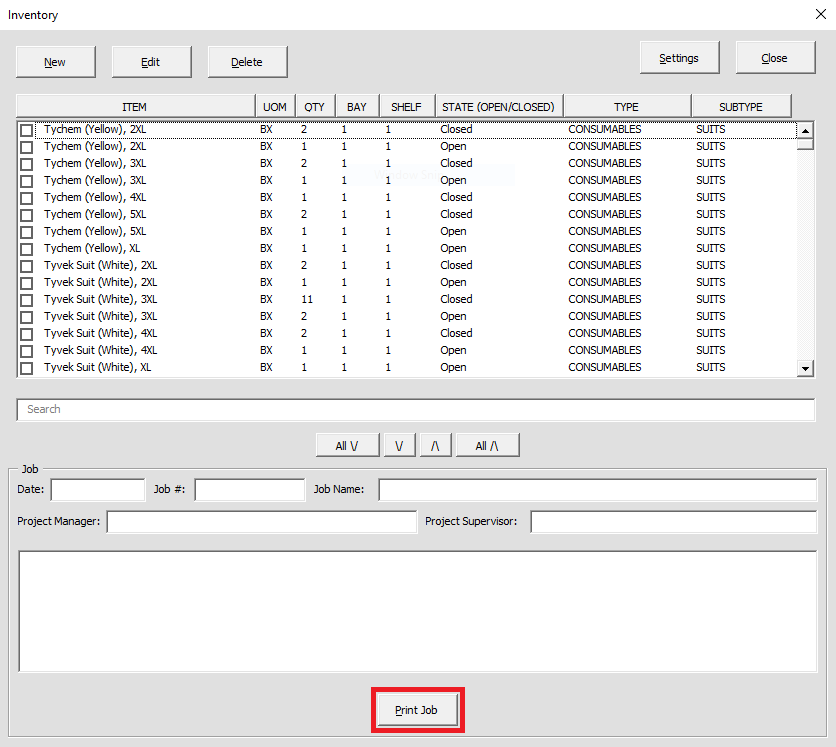 Inventory
New Edit Delete Settings Close
ITEM UOM QTY BAY SHELF STATE (OPEN/CLOSED) TYPE SUBTYPE
Tychem (Yellow), 2XL BX 2 1 1 Closed CONSUMABLES SUITS
Tychem (Yellow), 2XL BX 1 1 1 Open CONSUMABLES SUITS
Tychem (Yellow), 3XL BX 2 1 1 Closed CONSUMABLES SUITS
Tychem (Yellow), 3XL BX 1 1 1 Open CONSUMABLES SUITS
Tychem (Yellow), 4XL BX 1 1 1 Closed CONSUMABLES SUITS
Tychem (Yellow), 5XL BX 2 1 1 Closed CONSUMABLES SUITS
Tychem (Yellow), 5XL BX 1 1 1 Open CONSUMABLES SUITS
Tychem (Yellow), XL BX 1 1 1 Open CONSUMABLES SUITS
Tyvek Suit (White), 2XL BX 2 1 1 Closed CONSUMABLES SUITS
Tyvek Suit (White), 2XL BX 1 1 1 Open CONSUMABLES SUITS
Tyvek Suit (White), 3XL BX 11 1 1 Closed CONSUMABLES SUITS
Tyvek Suit (White), 3XL BX 2 1 1 Open CONSUMABLES SUITS
Tyvek Suit (White), 4XL BX 2 1 1 Closed CONSUMABLES SUITS
Tyvek Suit (White), 4XL BX 1 1 1 Open CONSUMABLES SUITS
Tyvek Suit (White), XL BX 1 1 1 Open CONSUMABLES SUITS
Search
All \/ \/ /\ All /\
Job
Date: Job #: Job Name:
Project Manager: Project Supervisor:
Print Job